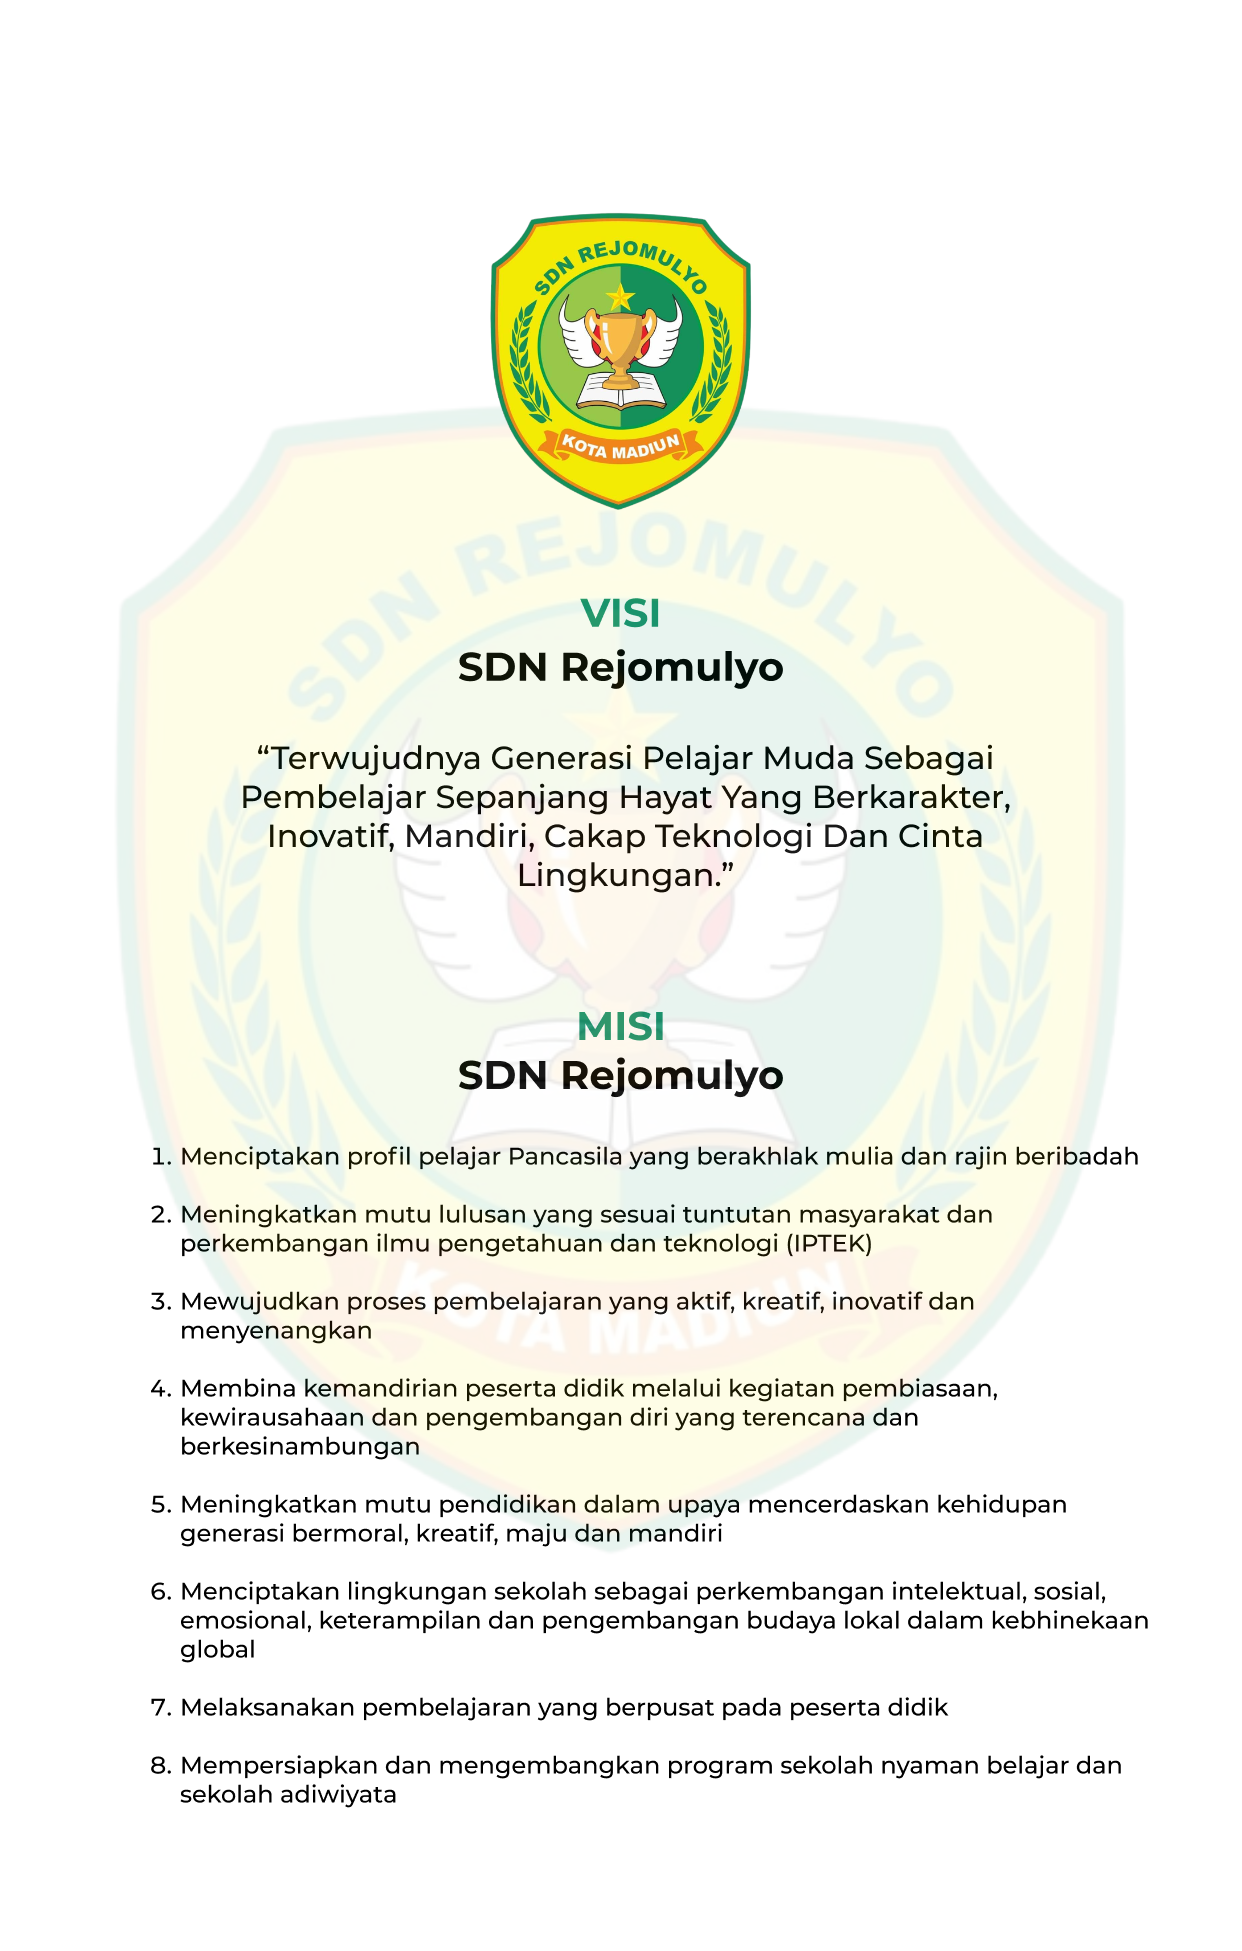 SDN REJOMULYO
KOTA MADIUN
SDN REJOMULYO
VISI
SDN Rejomulyo
“Terwujudnya Generasi Pelajar Muda Sebagai
Pembelajar Sepanjang Hayat Yang Berkarakter,
Inovatif, Mandiri, Cakap Teknologi Dan Cinta
Lingkungan.”
MISI
SDN Rejomulyo
1. Menciptakan profil pelajar Pancasila yang berakhlak mulia dan rajin beribadah
2. Meningkatkan mutu lulusan yang sesuai tuntutan masyarakat dan
perkembangan ilmu pengetahuan dan teknologi (IPTEK)
KOTA MADIUN
3. Mewujudkan proses pembelajaran yang aktif, kreatif, inovatif dan
menyenangkan
4. Membina kemandirian peserta didik melalui kegiatan pembiasaan,
kewirausahaan dan pengembangan diri yang terencana dan
berkesinambungan
5. Meningkatkan mutu pendidikan dalam upaya mencerdaskan kehidupan
generasi bermoral, kreatif, maju dan mandiri
6. Menciptakan lingkungan sekolah sebagai perkembangan intelektual, sosial,
emosional, keterampilan dan pengembangan budaya lokal dalam kebhinekaan
global
7. Melaksanakan pembelajaran yang berpusat pada peserta didik
8. Mempersiapkan dan mengembangkan program sekolah nyaman belajar dan
sekolah adiwiyata